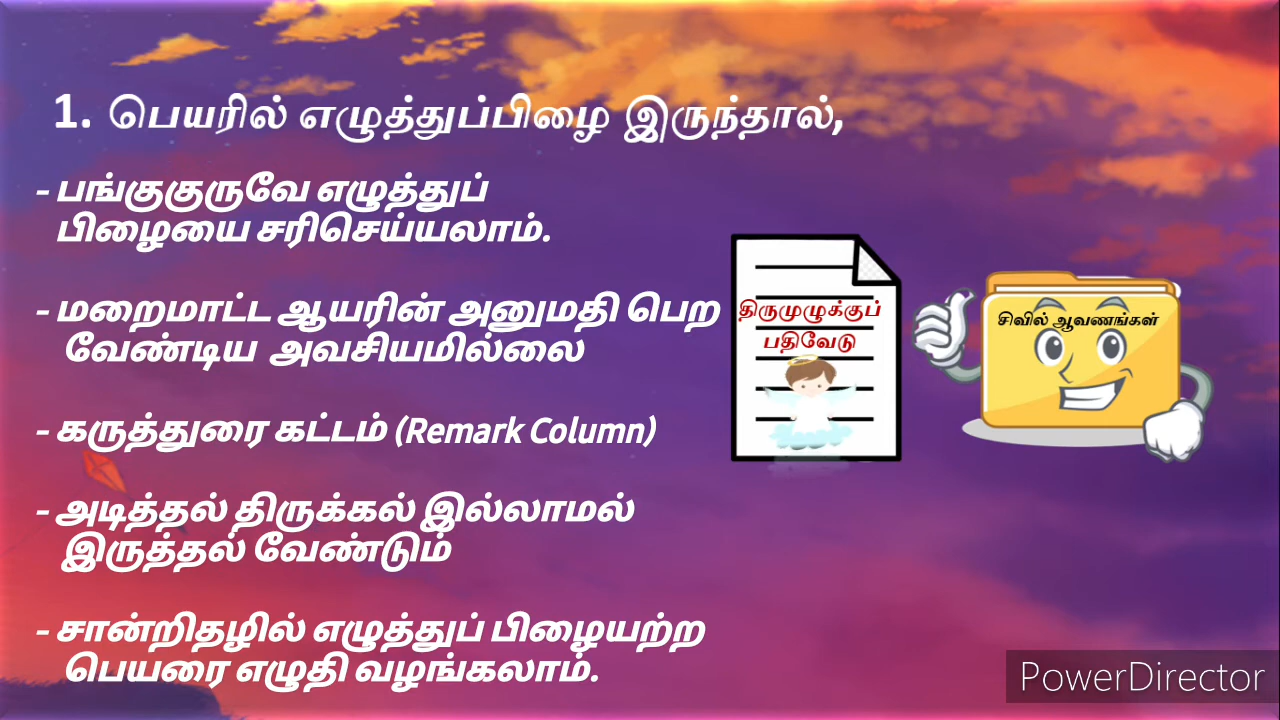 1. பெயரில் எழுத்துப்பிழை இருந்தால்,
- பங்குகுருவே எழுத்துப்
பிழையை சரிசெய்யலாம்.
- மறைமாட்ட ஆயரின் அனுமதி பெற
வேண்டிய அவசியமில்லை
- கருத்துரை கட்டம் (Remark Column)
- அடித்தல் திருக்கல் இல்லாமல்
இருத்தல் வேண்டும்
- சான்றிதழில் எழுத்துப் பிழையற்ற
பெயரை எழுதி வழங்கலாம்.
திருமுழுக்குப்
பதிவேடு
சிவில் ஆவணங்கள்
PowerDirector